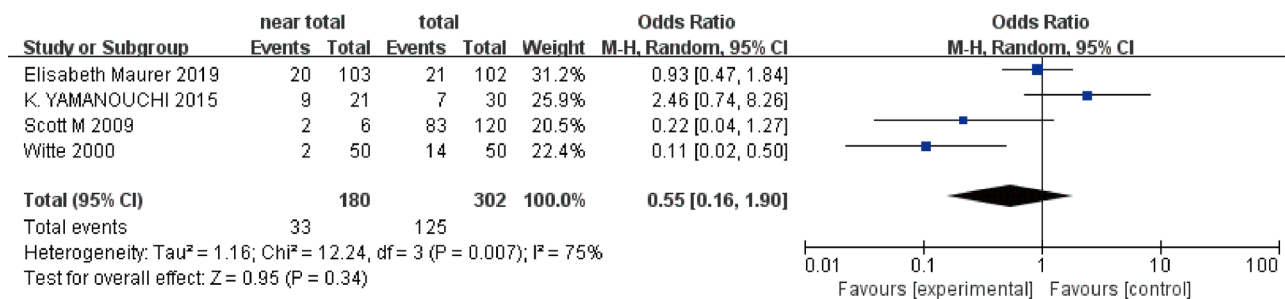 near total total Odds Ratio Odds Ratio
Study or Subgroup Events Total Events Total Weight M-H, Random, 95% CI M-H, Random, 95% CI
Elisabeth Maurer 2019 20 103 21 102 31.2% 0.93 [0.47, 1.84]
K. YAMANOUCHI 2015 9 21 7 30 25.9% 2.46 [0.74, 8.26]
Scott M 2009 2 6 83 120 20.5% 0.22 [0.04, 1.27]
Witte 2000 2 50 14 50 22.4% 0.11 [0.02, 0.50]
Total (95% CI) 180 302 100.0% 0.55 [0.16, 1.90]
Total events 33 125
Heterogeneity: Tau² = 1.16; Chi² = 12.24, df = 3 (P = 0.007); I² = 75%
Test for overall effect: Z = 0.95 (P = 0.34)
0.01 0.1 1 10 100
Favours [experimental] Favours [control]